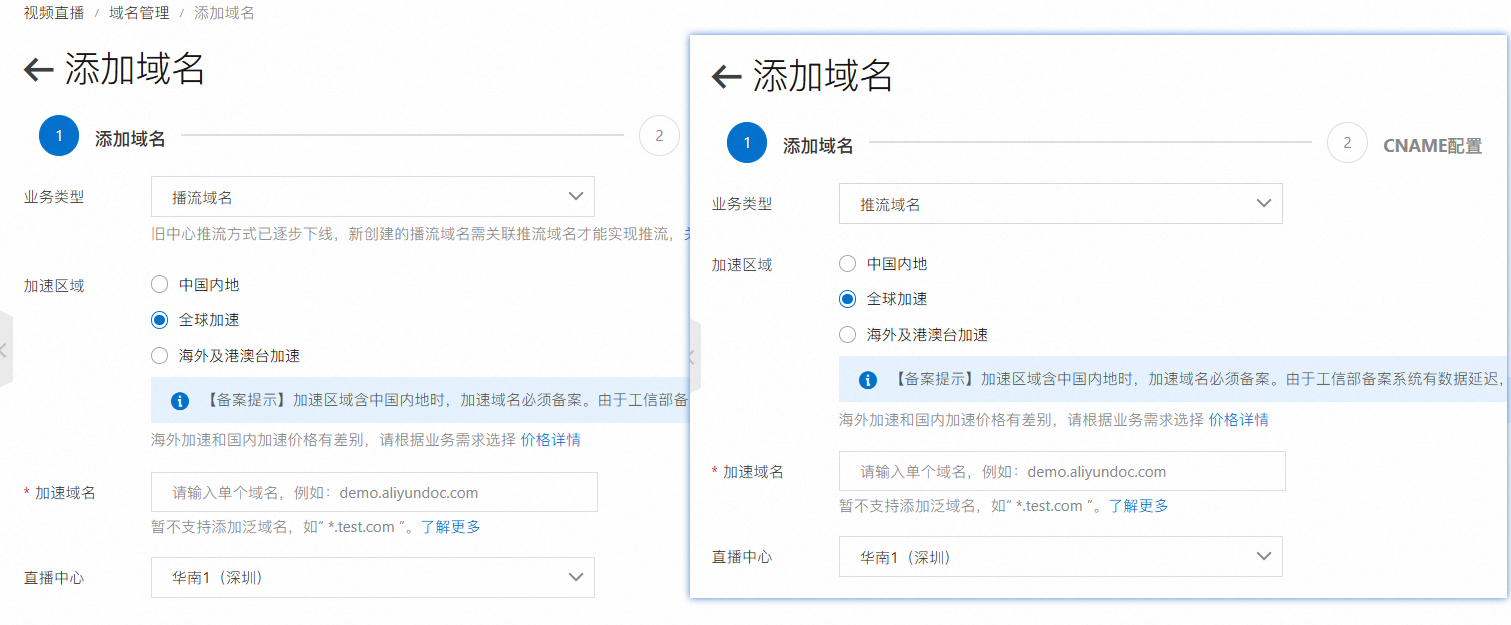 视频直播 / 域名管理 / 添加域名
← 添加域名
1 添加域名 2
业务类型 播流域名
旧中心推流方式已逐步下线，新创建的播流域名需关联推流域名才能实现推流，
加速区域 中国内地
全球加速
海外及港澳台加速
【备案提示】加速区域含中国内地时，加速域名必须备案。由于工信部备
海外加速和国内加速价格有差别，请根据业务需求选择 价格详情
* 加速域名 请输入单个域名，例如：demo.aliyundoc.com
暂不支持添加泛域名，如“ *.test.com ”。了解更多
直播中心 华南1（深圳）
← 添加域名
1 添加域名 2 CNAME配置
业务类型 推流域名
加速区域 中国内地
全球加速
海外及港澳台加速
【备案提示】加速区域含中国内地时，加速域名必须备案。由于工信部备案系统有数据延迟，
海外加速和国内加速价格有差别，请根据业务需求选择 价格详情
* 加速域名 请输入单个域名，例如：demo.aliyundoc.com
暂不支持添加泛域名，如“ *.test.com ”。了解更多
直播中心 华南1（深圳）